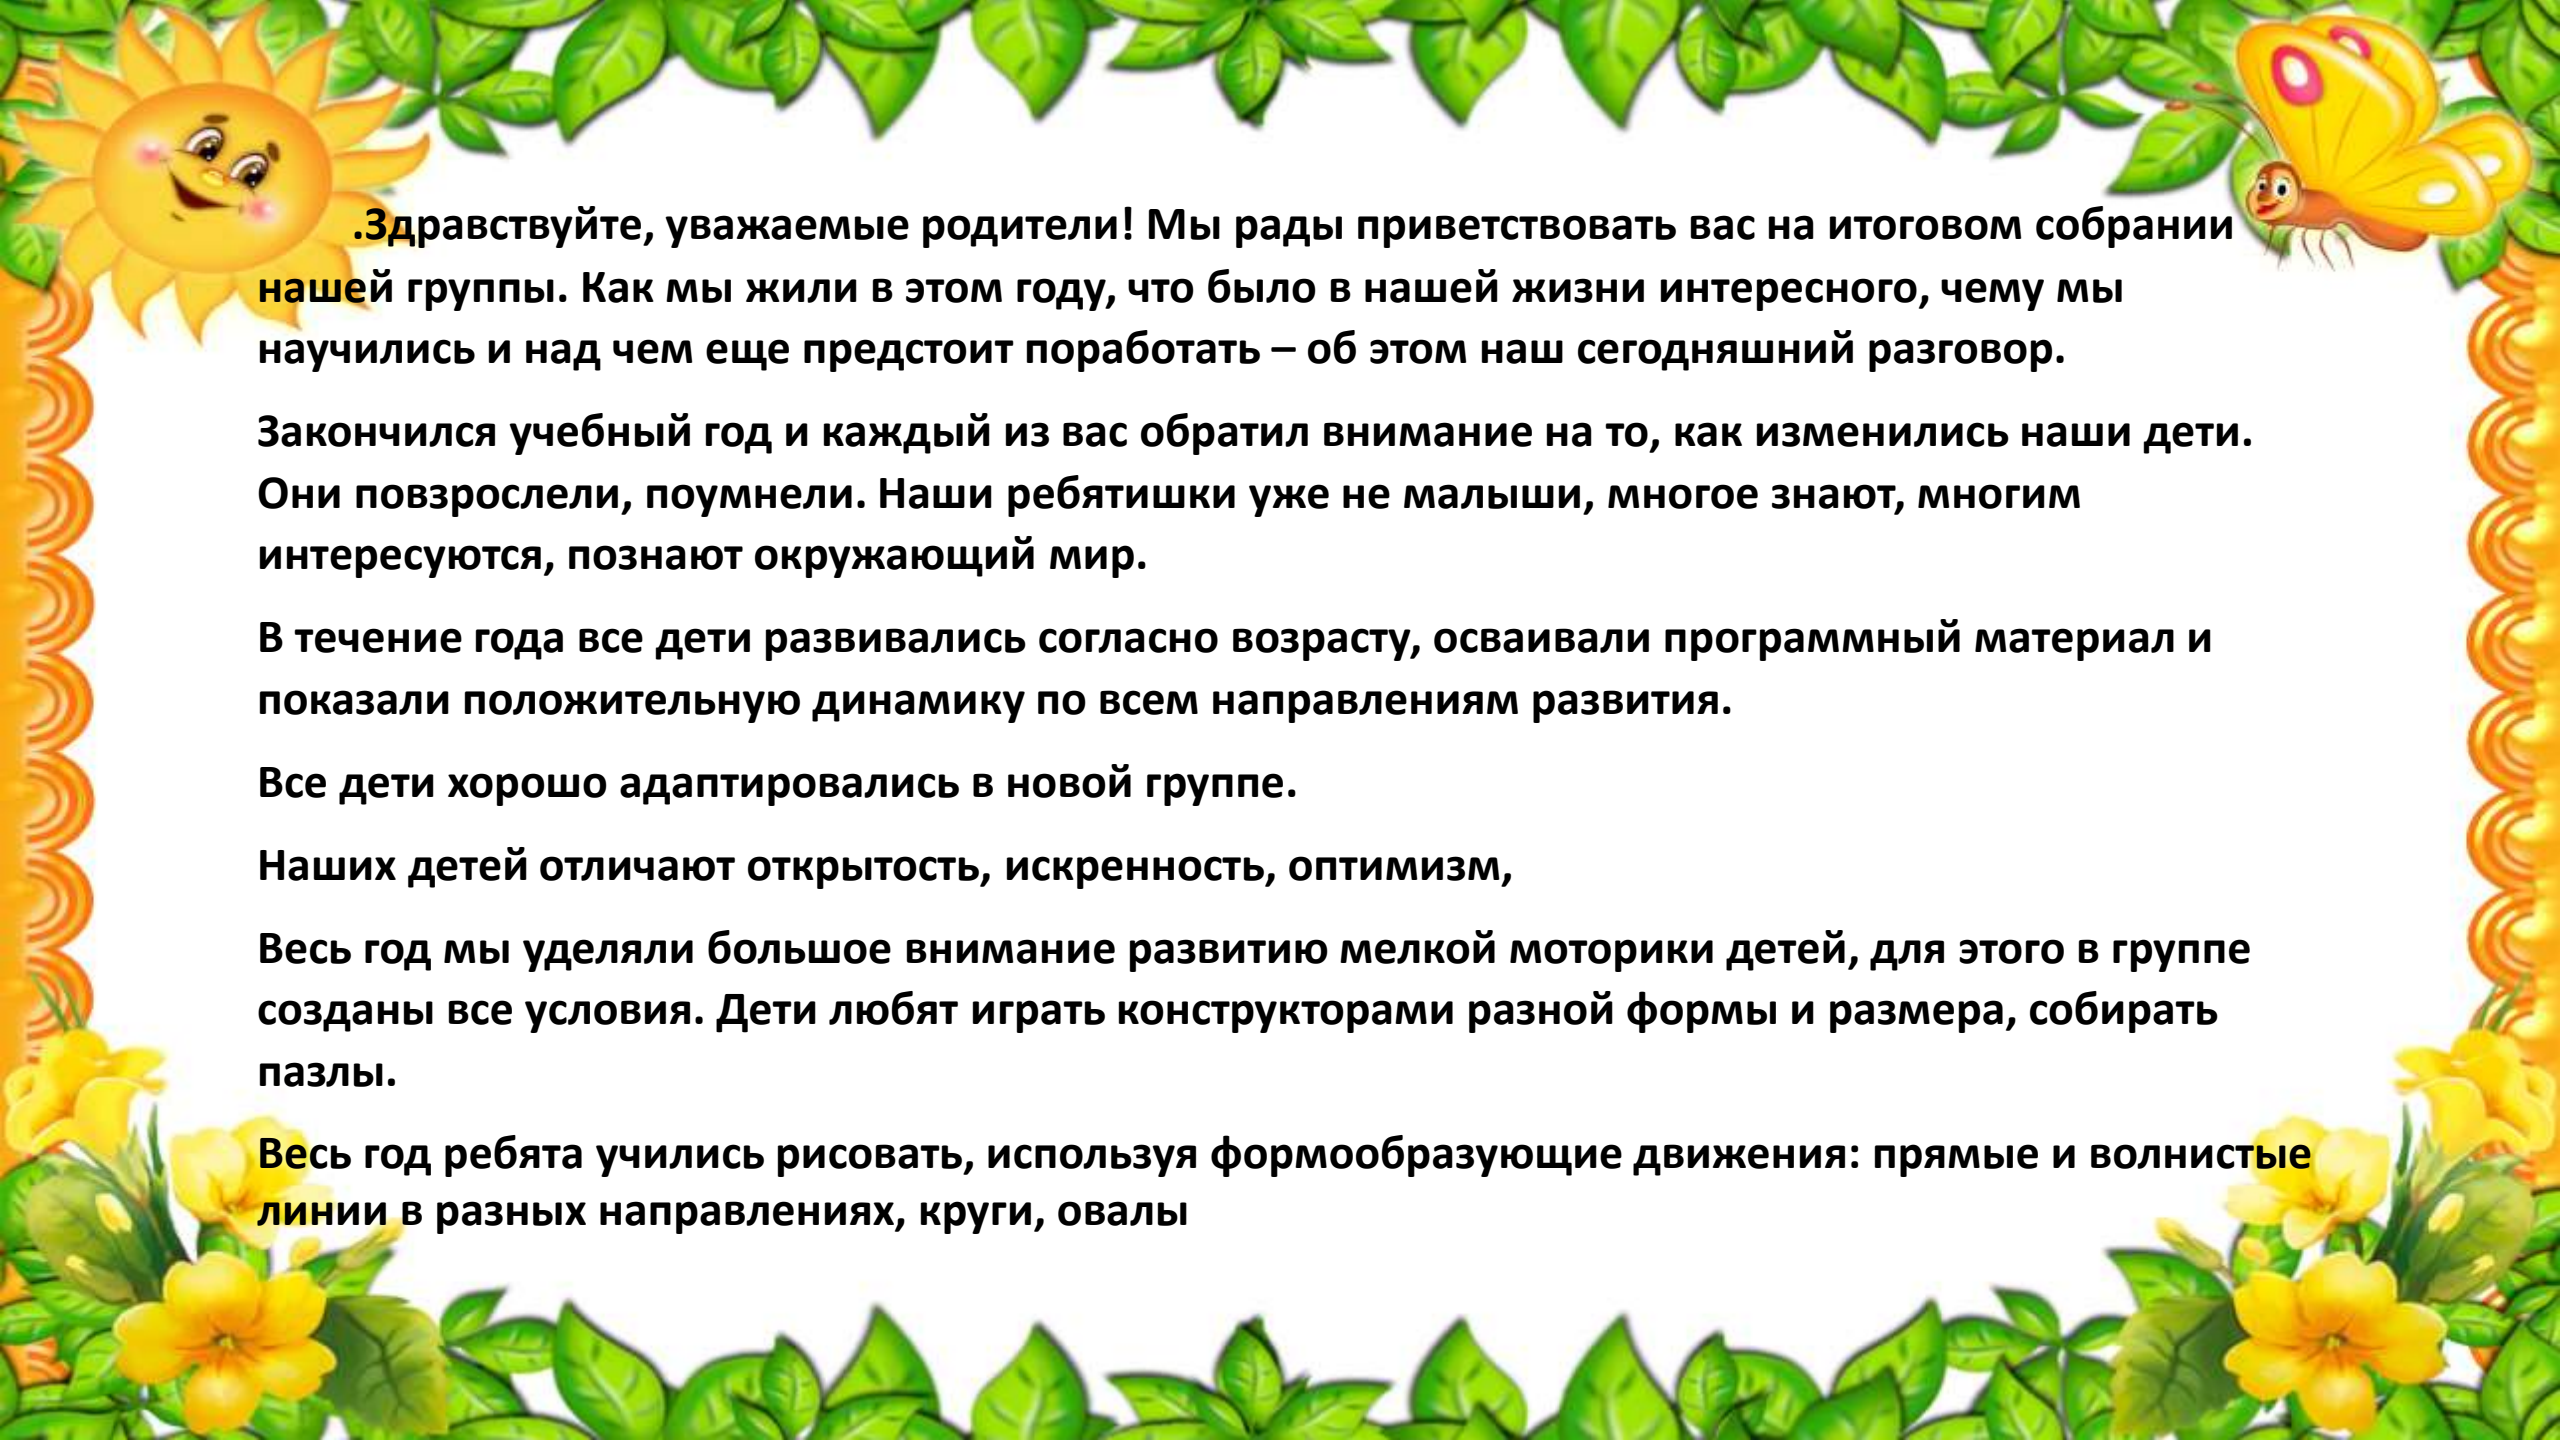 .Здравствуйте, уважаемые родители! Мы рады приветствовать вас на итоговом собрании
нашей группы. Как мы жили в этом году, что было в нашей жизни интересного, чему мы
научились и над чем еще предстоит поработать – об этом наш сегодняшний разговор.
Закончился учебный год и каждый из вас обратил внимание на то, как изменились наши дети.
Они повзрослели, поумнели. Наши ребятишки уже не малыши, многое знают, многим
интересуются, познают окружающий мир.
В течение года все дети развивались согласно возрасту, осваивали программный материал и
показали положительную динамику по всем направлениям развития.
Все дети хорошо адаптировались в новой группе.
Наших детей отличают открытость, искренность, оптимизм,
Весь год мы уделяли большое внимание развитию мелкой моторики детей, для этого в группе
созданы все условия. Дети любят играть конструкторами разной формы и размера, собирать
пазлы.
Весь год ребята учились рисовать, используя формообразующие движения: прямые и волнистые
линии в разных направлениях, круги, овалы